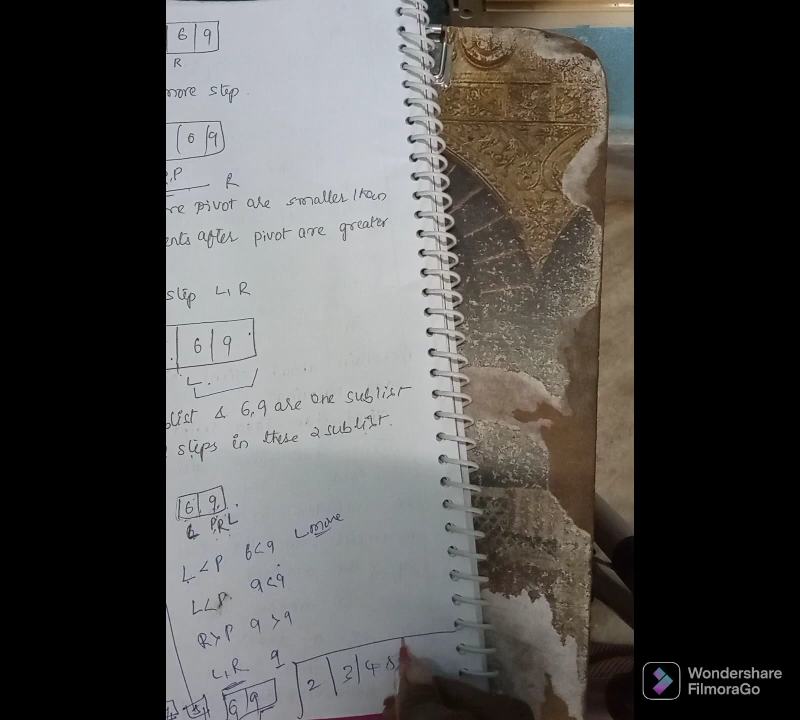 6 9
R
more step
6 9
P
R
re pivot are smaller than
ents after pivot are greater
step L, R
6 9
L
list & 6,9 are one sublist
steps in these 2 sublist.
6 9
L P R L
L < P 6 < 9 L move
L < P 9 < 9
R > P 9 > 9
L, R 9
6 9
2 3 4
Wondershare
FilmoraGo